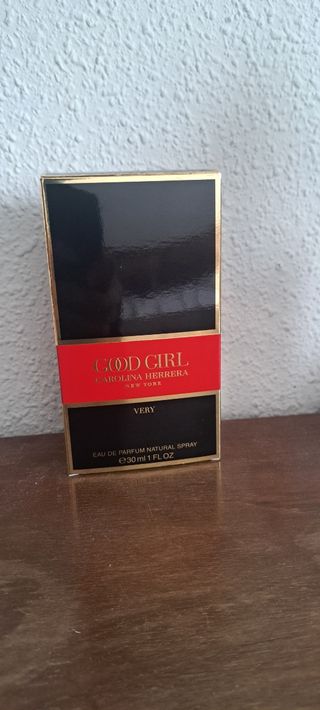 GOOD GIRL
CAROLINA HERRERA
NEW YORK
VERY
EAU DE PARFUM NATURAL SPRAY
℮ 30 ml 1 FL OZ